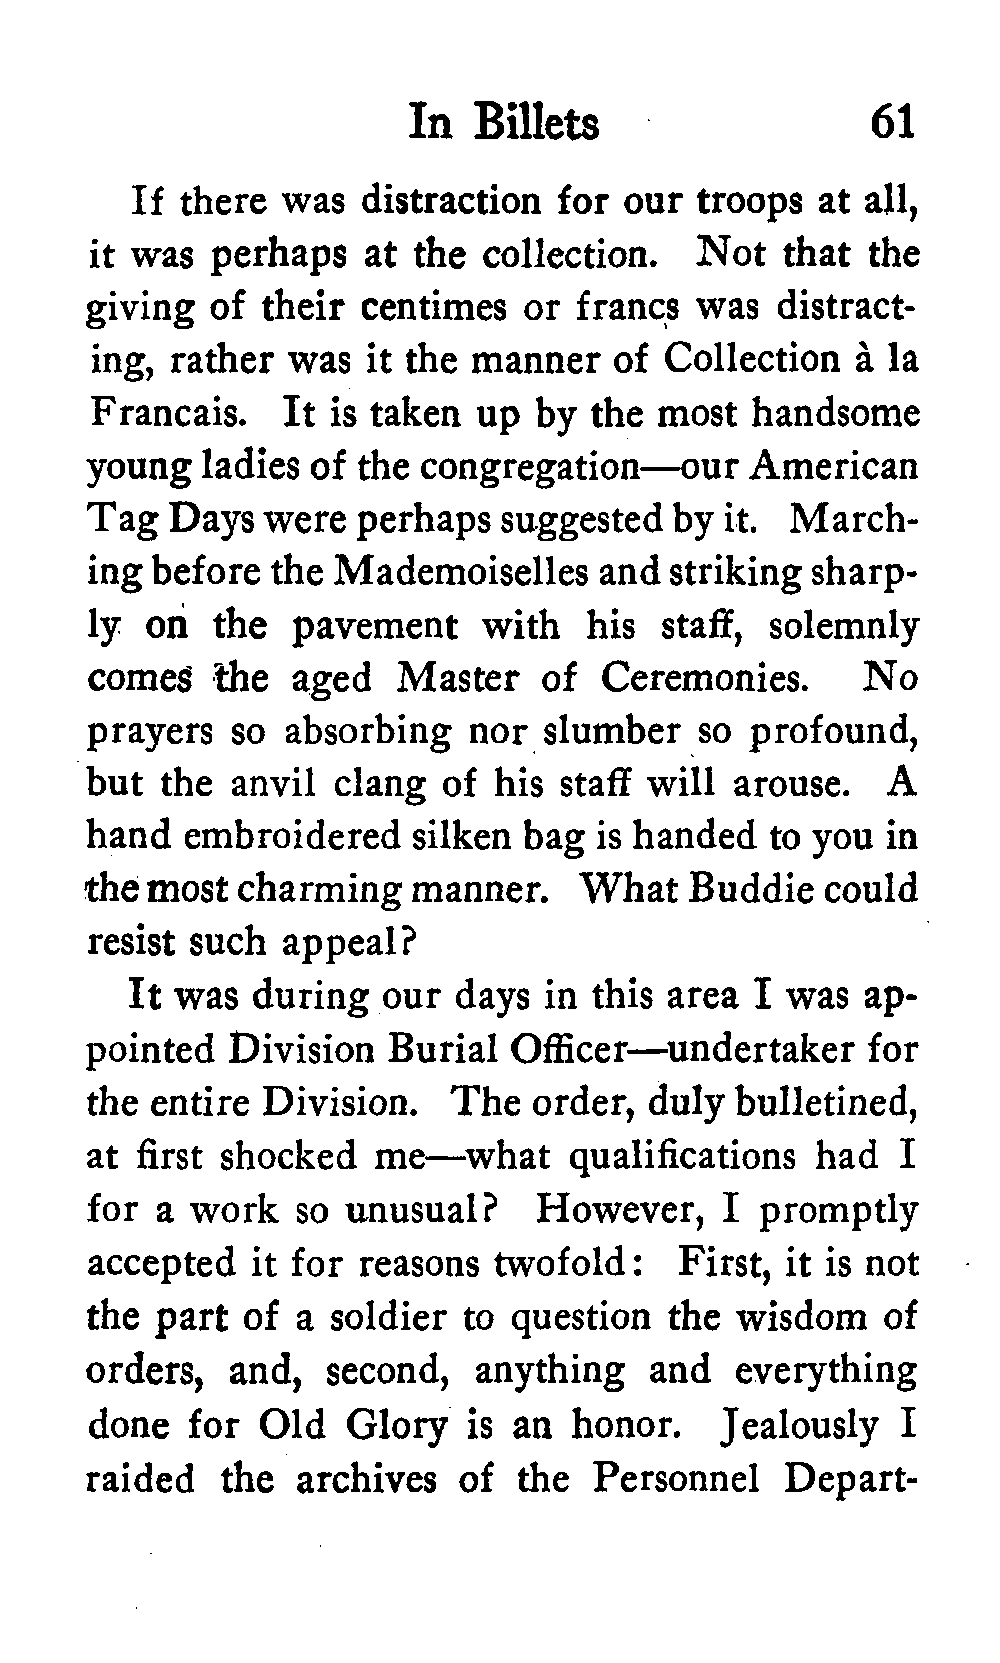 In Billets 61
If there was distraction for our troops at all,
it was perhaps at the collection. Not that the
giving of their centimes or francs was distract-
ing, rather was it the manner of Collection à la
Francais. It is taken up by the most handsome
young ladies of the congregation—our American
Tag Days were perhaps suggested by it. March-
ing before the Mademoiselles and striking sharp-
ly on the pavement with his staff, solemnly
comes the aged Master of Ceremonies. No
prayers so absorbing nor slumber so profound,
but the anvil clang of his staff will arouse. A
hand embroidered silken bag is handed to you in
the most charming manner. What Buddie could
resist such appeal?
It was during our days in this area I was ap-
pointed Division Burial Officer—undertaker for
the entire Division. The order, duly bulletined,
at first shocked me—what qualifications had I
for a work so unusual? However, I promptly
accepted it for reasons twofold: First, it is not
the part of a soldier to question the wisdom of
orders, and, second, anything and everything
done for Old Glory is an honor. Jealously I
raided the archives of the Personnel Depart-